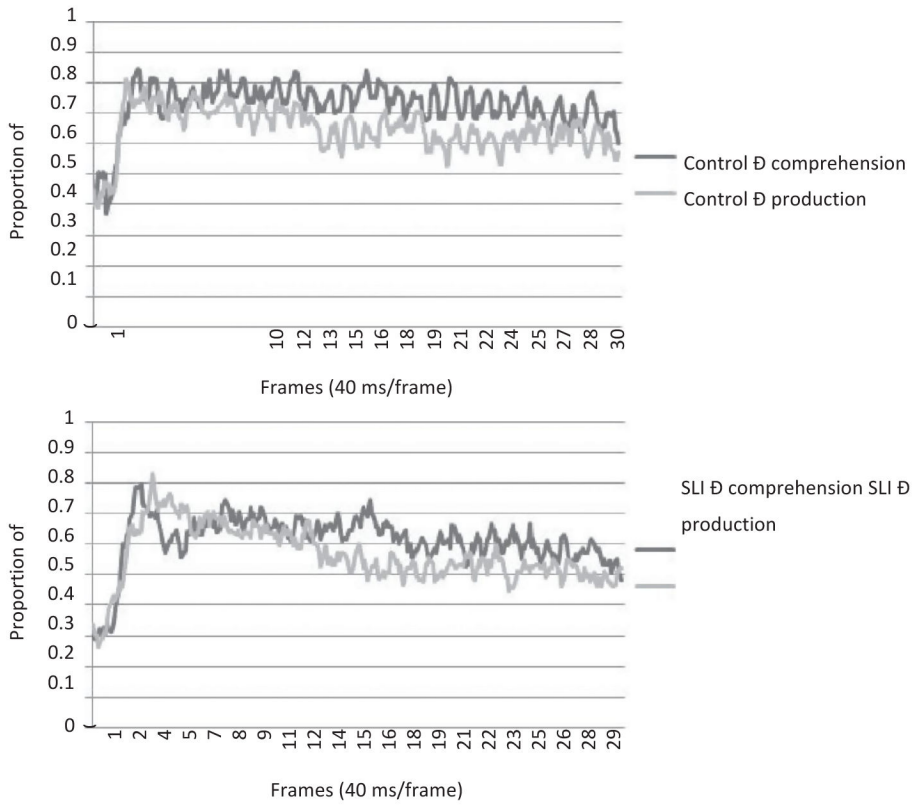 1
0.9
0.8
0.7
0.6
0.5
0.4
0.3
0.2
0.1
0
Proportion of
1 10 12 13 15 16 18 19 21 22 24 25 27 28 30
Frames (40 ms/frame)
Control Ð comprehension
Control Ð production
1
0.9
0.8
0.7
0.6
0.5
0.4
0.3
0.2
0.1
0
Proportion of
1 2 4 5 7 8 9 11 12 14 15 16 18 19 21 22 23 25 26 28 29
Frames (40 ms/frame)
SLI Ð comprehension SLI Ð
production